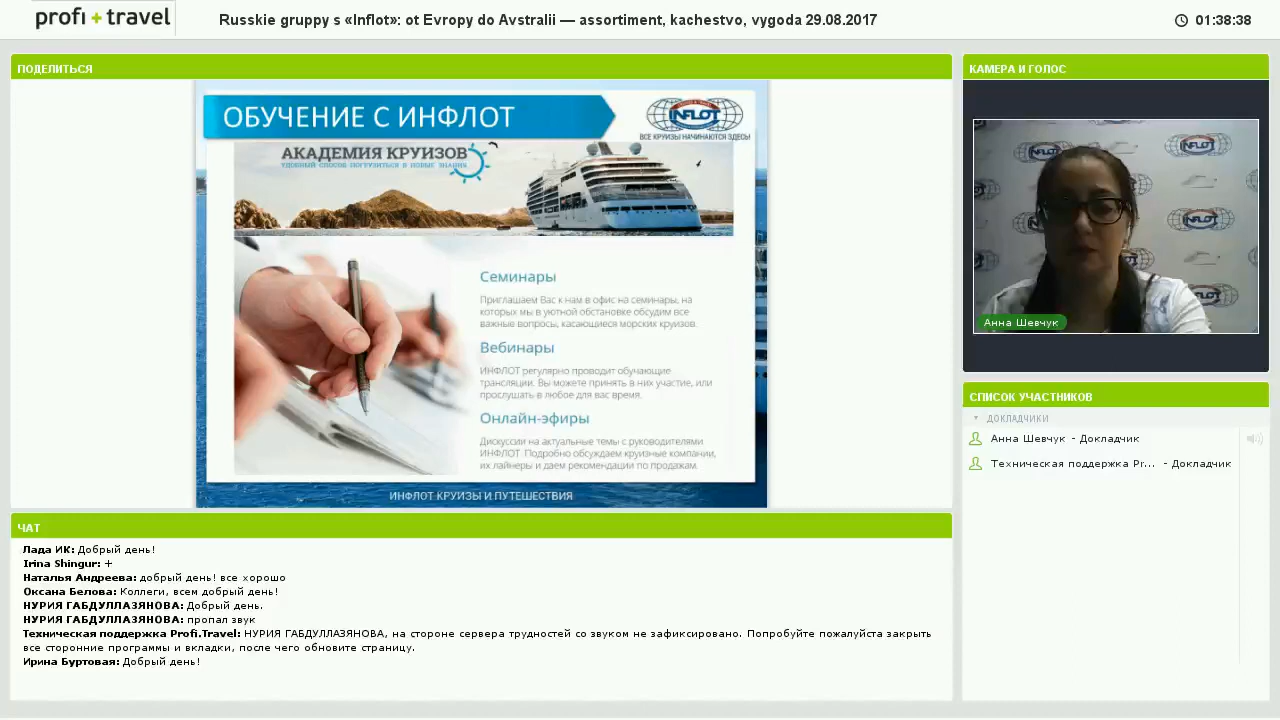 profi + travel
Russkie gruppy s «Inflot»: ot Evropy do Avstralii — assortiment, kachestvo, vygoda 29.08.2017
01:38:38
ПОДЕЛИТЬСЯ
ОБУЧЕНИЕ С ИНФЛОТ
INFLOT
ВСЕ КРУИЗЫ НАЧИНАЮТСЯ ЗДЕСЬ!
АКАДЕМИЯ КРУИЗОВ
УДОБНЫЙ СПОСОБ ПОГРУЗИТЬСЯ В НОВЫЕ ЗНАНИЯ
Семинары
Приглашаем Вас к нам в офис на семинары, на
которых мы в уютной обстановке обсудим все
важные вопросы, касающиеся морских круизов.
Вебинары
ИНФЛОТ регулярно проводит обучающие
трансляции. Вы можете принять в них участие, или
прослушать в любое для вас время.
Онлайн-эфиры
Дискуссии на актуальные темы с руководителями
ИНФЛОТ. Подробно обсуждаем круизные компании,
их лайнеры и даем рекомендации по продажам.
ИНФЛОТ КРУИЗЫ И ПУТЕШЕСТВИЯ
КАМЕРА И ГОЛОС
INFLOT
INFLOT
INFLOT
Анна Шевчук
СПИСОК УЧАСТНИКОВ
ДОКЛАДЧИКИ
Анна Шевчук - Докладчик
Техническая поддержка Pr... - Докладчик
ЧАТ
Лада ИК: Добрый день!
Irina Shingur: +
Наталья Андреева: добрый день! все хорошо
Оксана Белова: Коллеги, всем добрый день!
НУРИЯ ГАБДУЛЛАЗЯНОВА: Добрый день.
НУРИЯ ГАБДУЛЛАЗЯНОВА: пропал звук
Техническая поддержка Profi.Travel: НУРИЯ ГАБДУЛЛАЗЯНОВА, на стороне сервера трудностей со звуком не зафиксировано. Попробуйте пожалуйста закрыть
все сторонние программы и вкладки, после чего обновите страницу.
Ирина Буртовая: Добрый день!